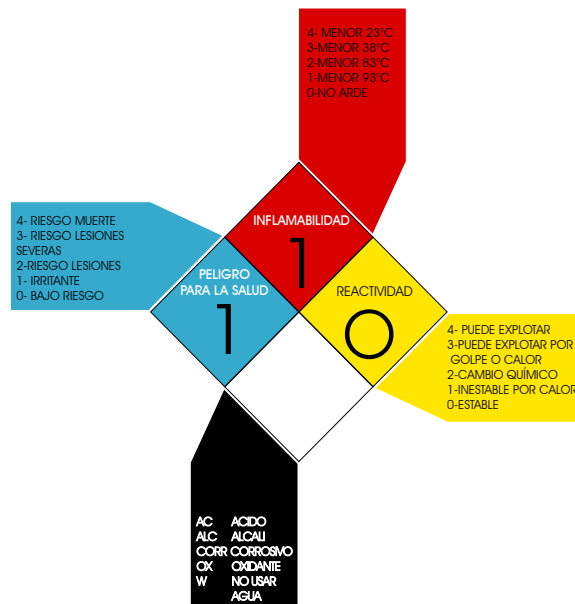 4- MENOR 23°C
3-MENOR 38°C
2-MENOR 83°C
1-MENOR 93°C
0-NO ARDE
INFLAMABILIDAD
1
4- RIESGO MUERTE
3- RIESGO LESIONES
SEVERAS
2-RIESGO LESIONES
1- IRRITANTE
0- BAJO RIESGO
PELIGRO
PARA LA SALUD
1
REACTIVIDAD
0
4- PUEDE EXPLOTAR
3-PUEDE EXPLOTAR POR
GOLPE O CALOR
2-CAMBIO QUÍMICO
1-INESTABLE POR CALOR
0-ESTABLE
AC ACIDO
ALC ALCALI
CORR CORROSIVO
OX OXIDANTE
W NO USAR
AGUA